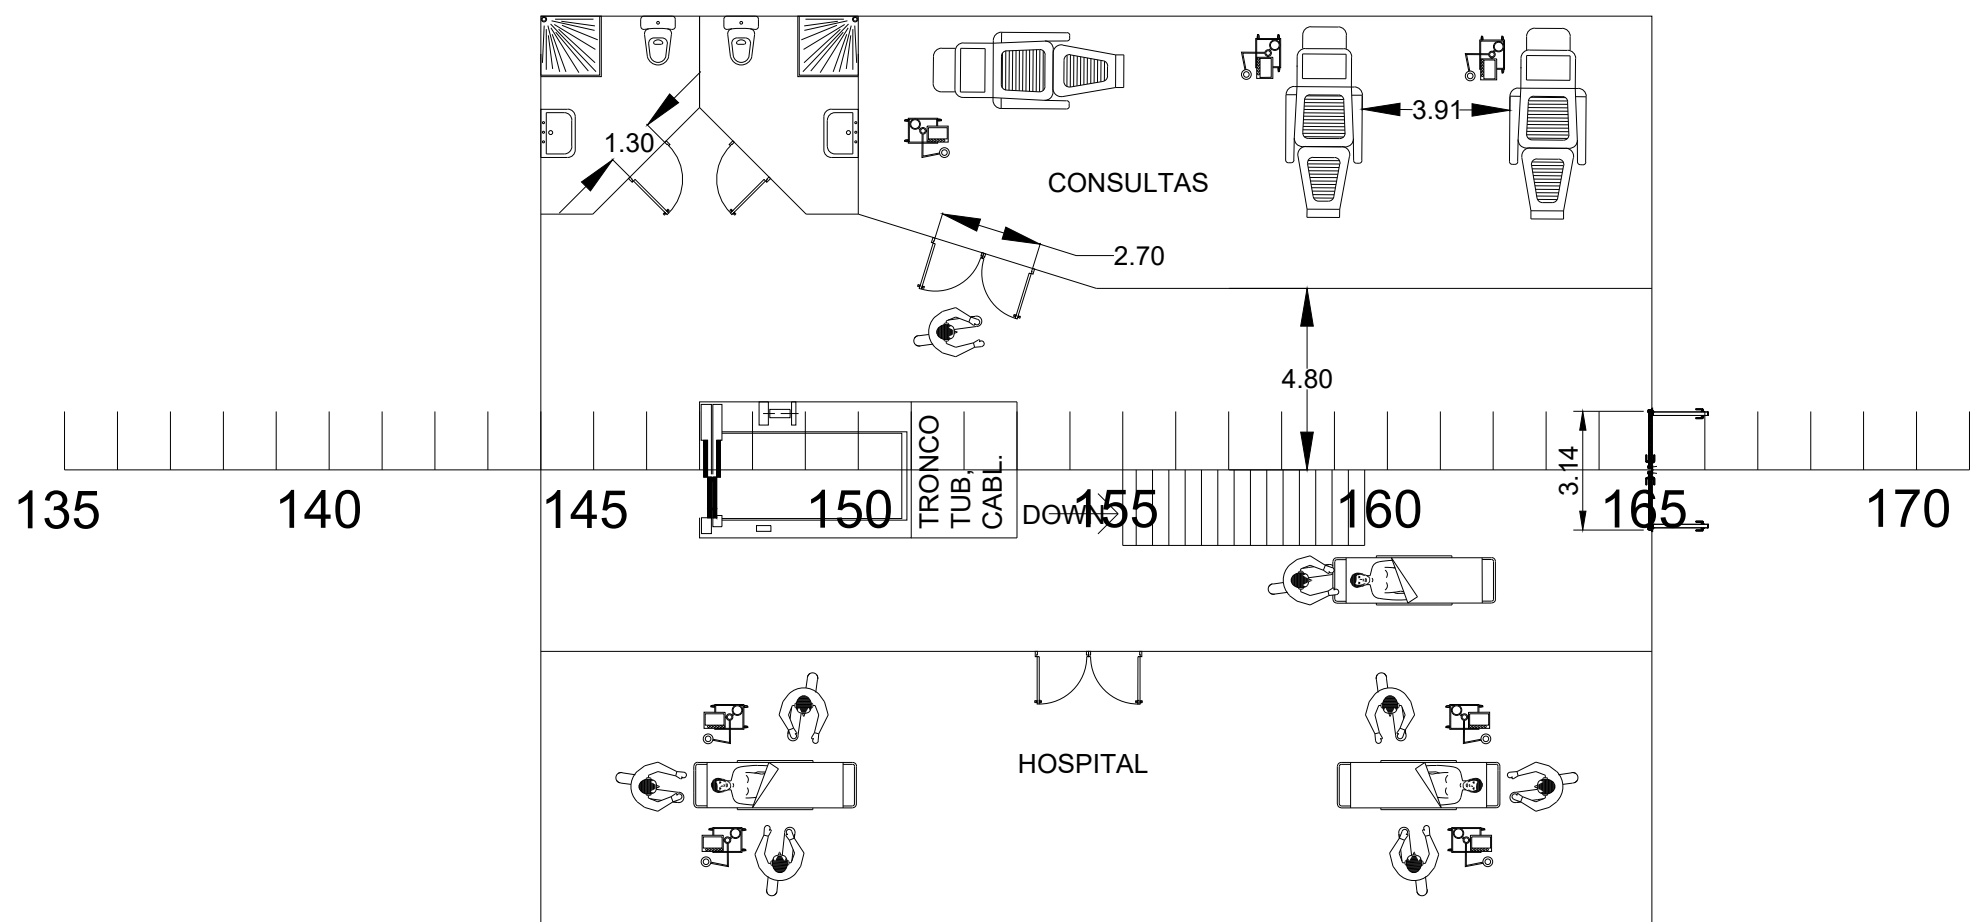 1.30
3.91
CONSULTAS
2.70
4.80
3.14
TRONCO
TUB,
CABL.
DOWN
135 140 145 150 155 160 165 170
HOSPITAL